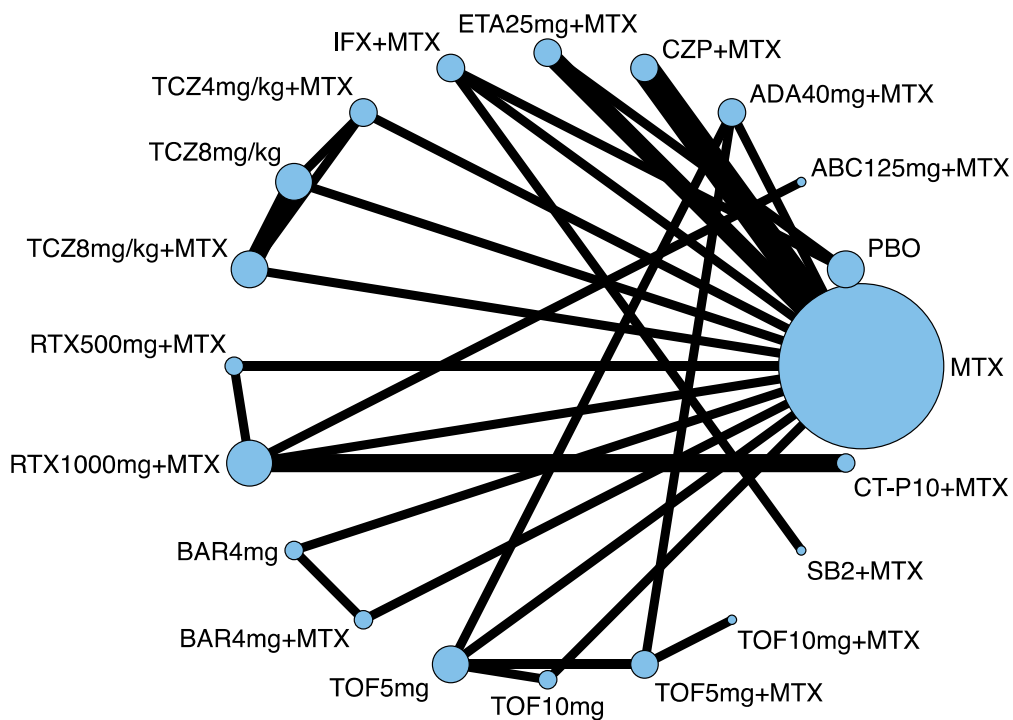 ETA25mg+MTX
IFX+MTX
CZP+MTX
TCZ4mg/kg+MTX
ADA40mg+MTX
TCZ8mg/kg
ABC125mg+MTX
TCZ8mg/kg+MTX
PBO
RTX500mg+MTX
MTX
RTX1000mg+MTX
CT-P10+MTX
BAR4mg
SB2+MTX
BAR4mg+MTX
TOF10mg+MTX
TOF5mg
TOF5mg+MTX
TOF10mg